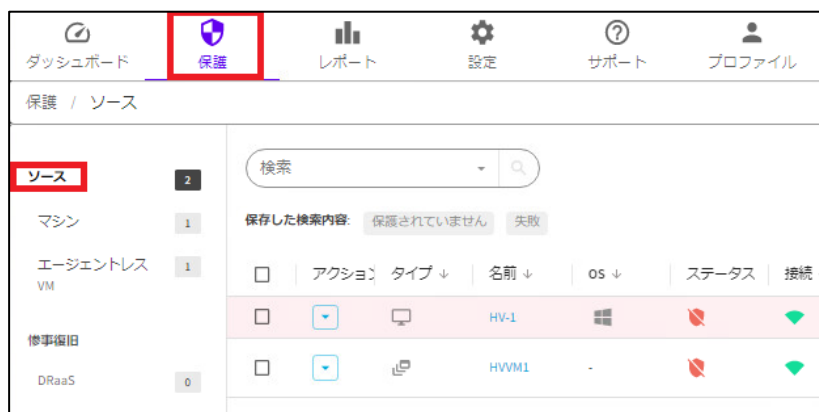 ダッシュボード 保護 レポート 設定 サポート プロファイル
保護 / ソース
ソース 2
マシン 1
エージェントレス 1
VM
惨事復旧
DRaaS 0
検索
保存した検索内容: 保護されていません 失敗
アクション タイプ ↓ 名前 ↓ OS ↓ ステータス 接続
HV-1
HVVM1 -